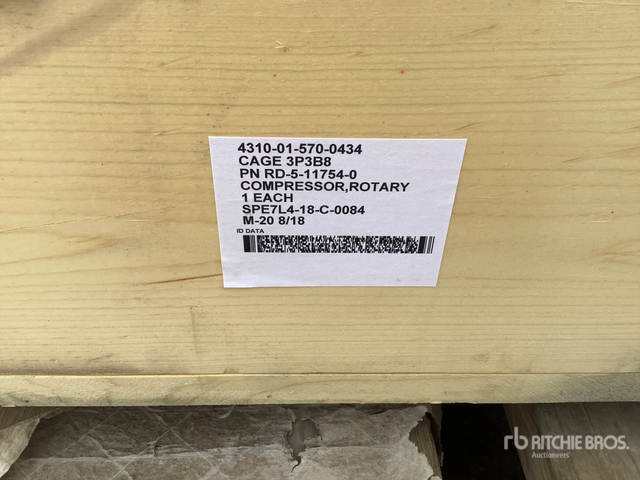 4310-01-570-0434
CAGE 3P3B8
PN RD-5-11754-0
COMPRESSOR,ROTARY
1 EACH
SPE7L4-18-C-0084
M-20 8/18
ID DATA
rb RITCHIE BROS.
Auctioneers